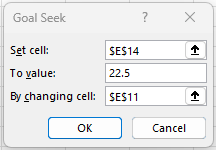 Goal Seek ? ×
Set cell: $E$14
To value: 22.5
By changing cell: $E$11
OK Cancel